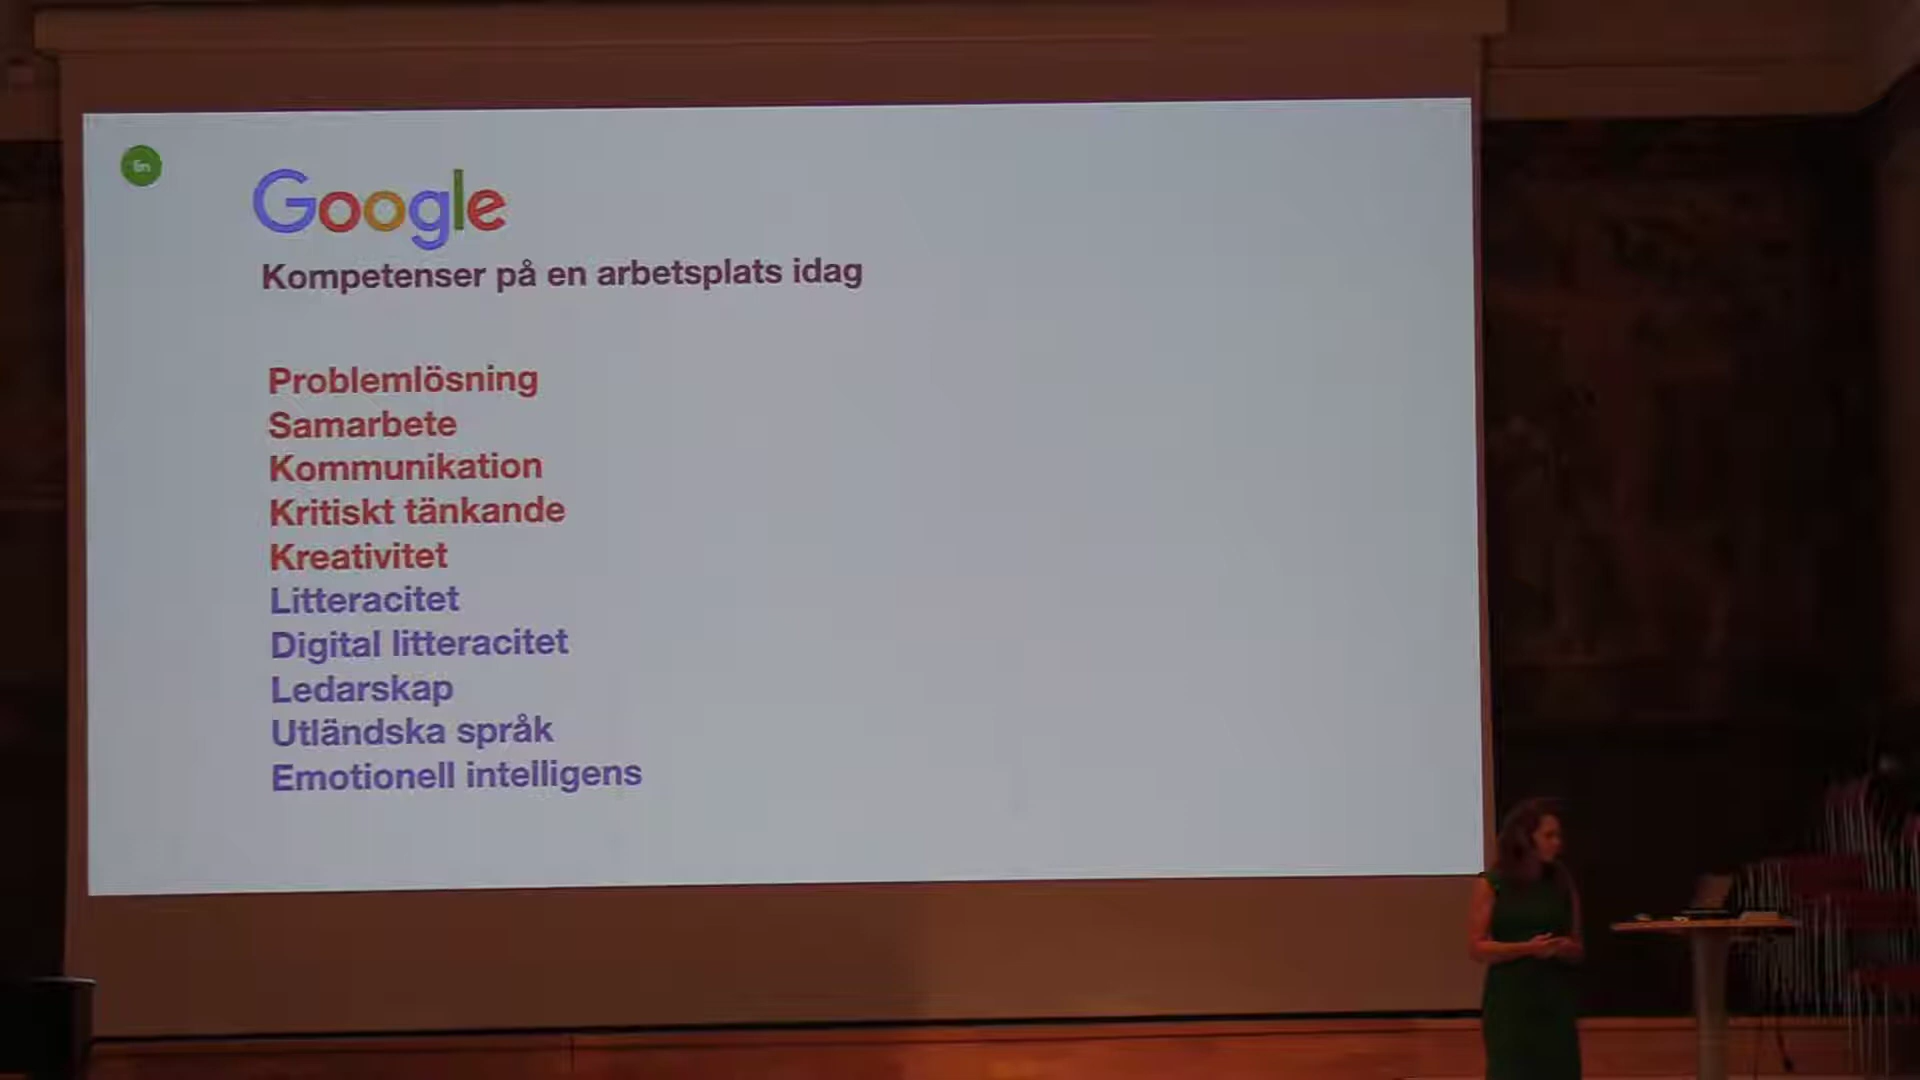 Google
Kompetenser på en arbetsplats idag
Problemlösning
Samarbete
Kommunikation
Kritiskt tänkande
Kreativitet
Litteracitet
Digital litteracitet
Ledarskap
Utländska språk
Emotionell intelligens